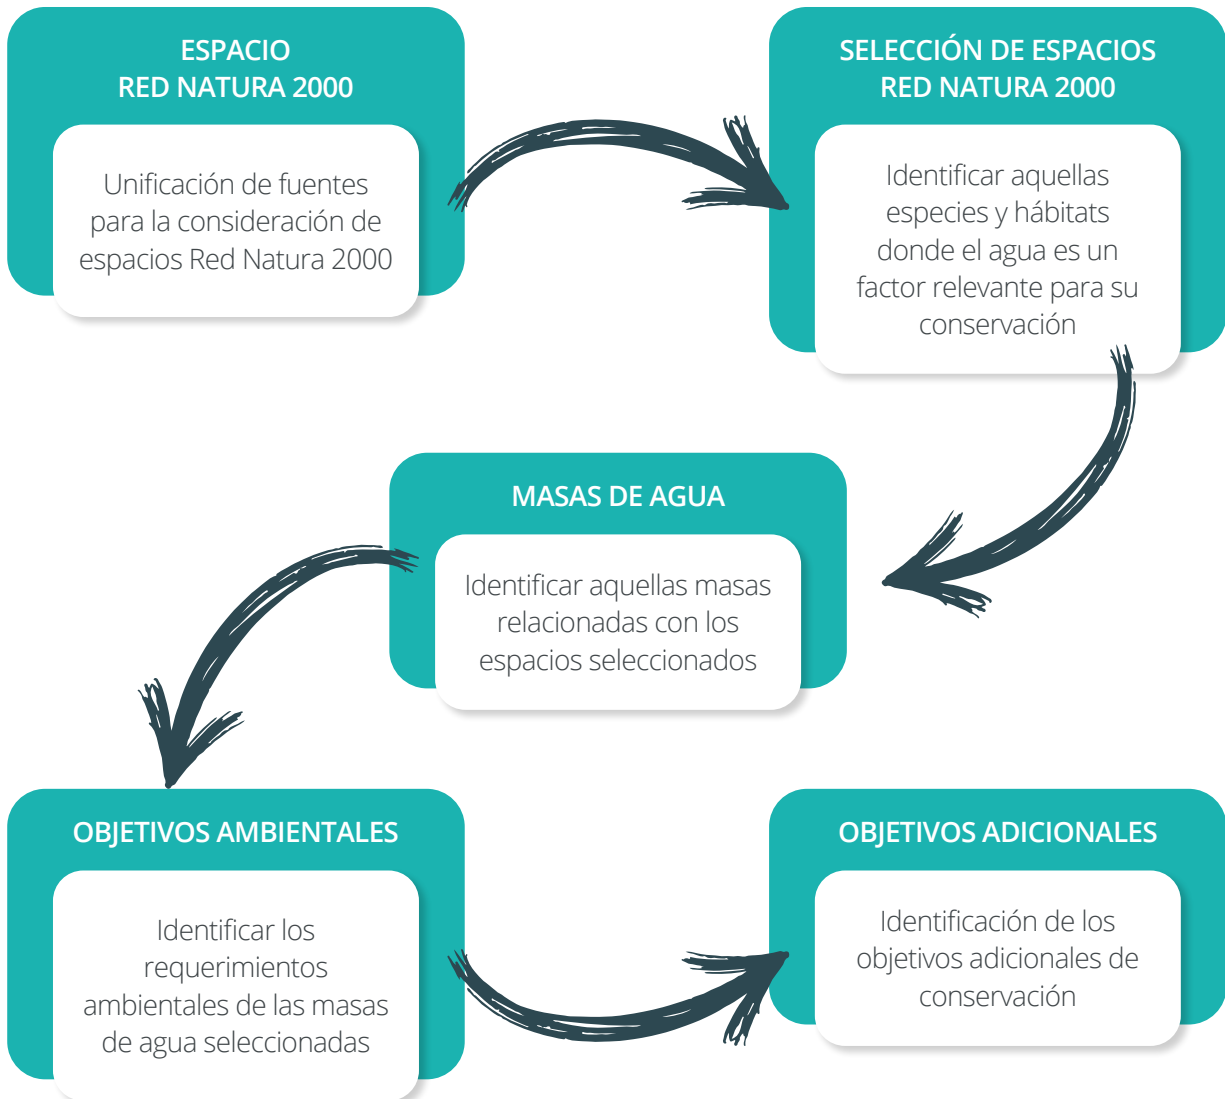 ESPACIO
RED NATURA 2000
Unificación de fuentes
para la consideración de
espacios Red Natura 2000
SELECCIÓN DE ESPACIOS
RED NATURA 2000
Identificar aquellas
especies y hábitats
donde el agua es un
factor relevante para su
conservación
MASAS DE AGUA
Identificar aquellas masas
relacionadas con los
espacios seleccionados
OBJETIVOS AMBIENTALES
Identificar los
requerimientos
ambientales de las masas
de agua seleccionadas
OBJETIVOS ADICIONALES
Identificación de los
objetivos adicionales de
conservación